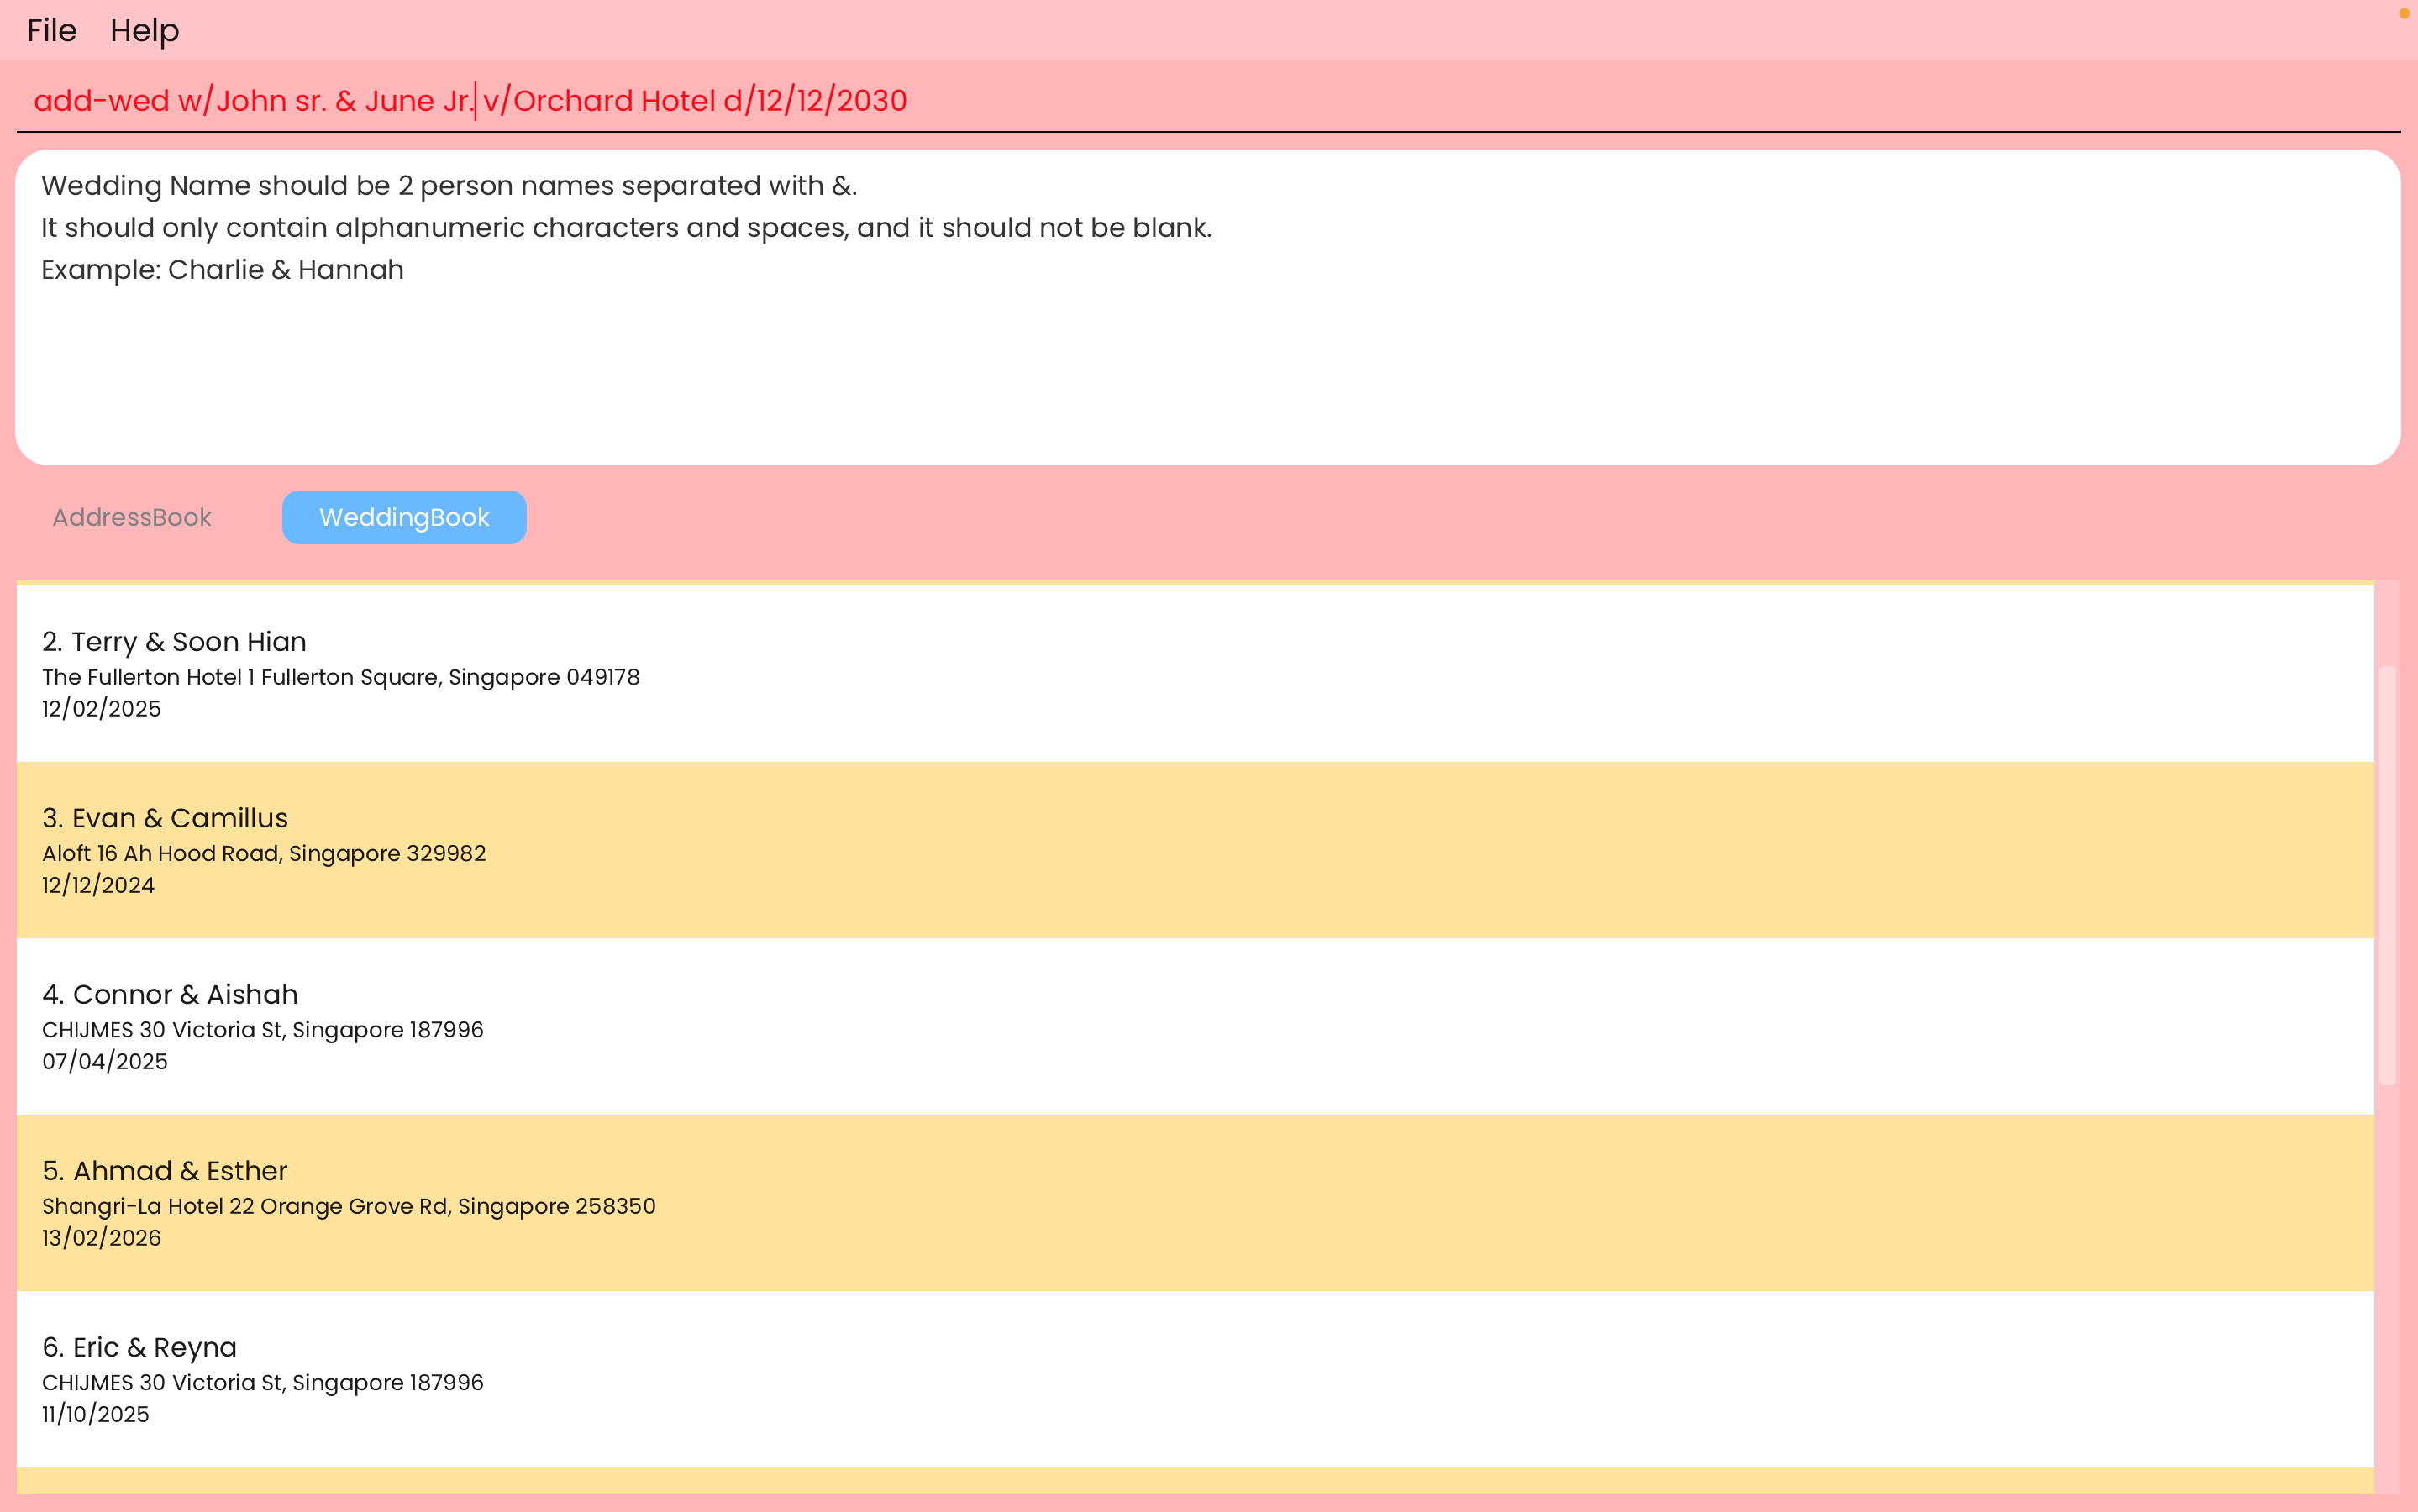 File Help
add-wed w/John sr. & June Jr. v/Orchard Hotel d/12/12/2030
Wedding Name should be 2 person names separated with &.
It should only contain alphanumeric characters and spaces, and it should not be blank.
Example: Charlie & Hannah
AddressBook WeddingBook
2. Terry & Soon Hian
The Fullerton Hotel 1 Fullerton Square, Singapore 049178
12/02/2025
3. Evan & Camillus
Aloft 16 Ah Hood Road, Singapore 329982
12/12/2024
4. Connor & Aishah
CHIJMES 30 Victoria St, Singapore 187996
07/04/2025
5. Ahmad & Esther
Shangri-La Hotel 22 Orange Grove Rd, Singapore 258350
13/02/2026
6. Eric & Reyna
CHIJMES 30 Victoria St, Singapore 187996
11/10/2025